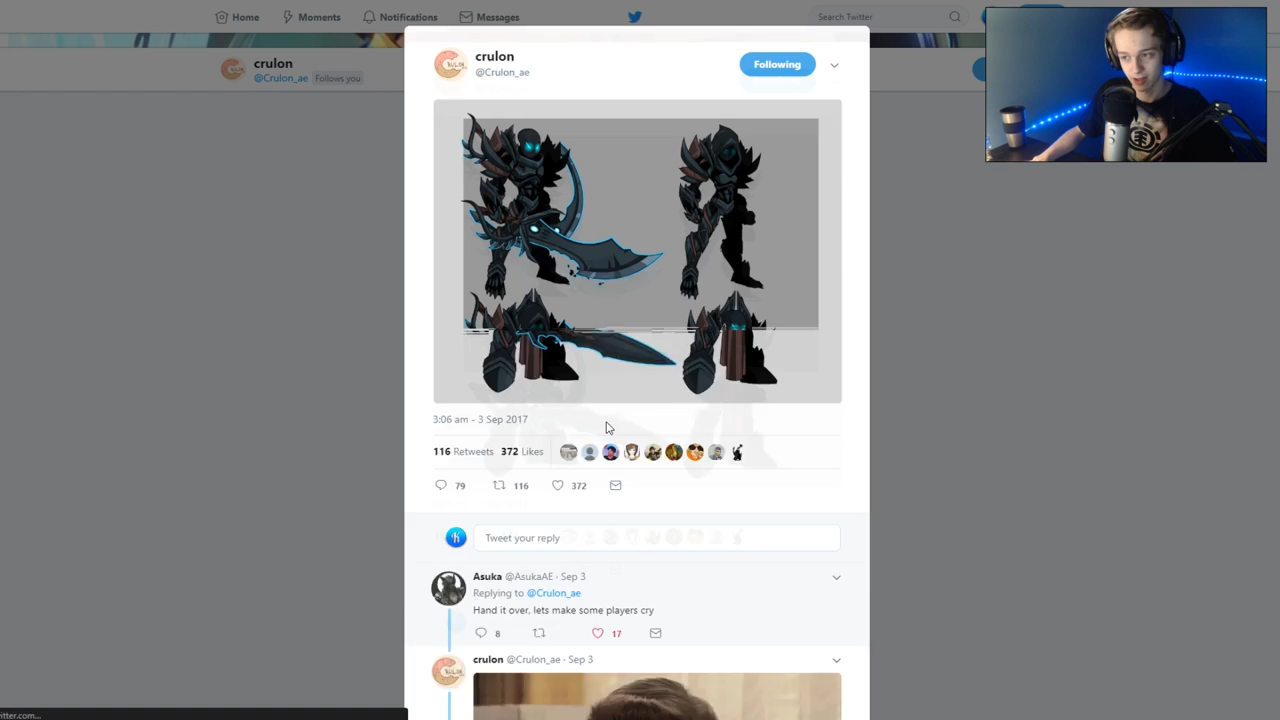 Home
Moments
Notifications
Messages
Search Twitter
crulon
@Crulon_ae Follows you
crulon
@Crulon_ae
Following
3:06 am - 3 Sep 2017
116 Retweets 372 Likes
79 116 372
Tweet your reply
Asuka @AsukaAE · Sep 3
Replying to @Crulon_ae
Hand it over, lets make some players cry
8 17
crulon @Crulon_ae · Sep 3
itter.com...